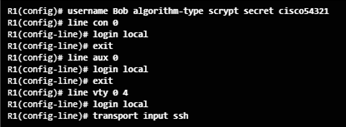 R1(config)# username Bob algorithm-type scrypt secret cisco54321
R1(config)# line con 0
R1(config-line)# login local
R1(config-line)# exit
R1(config)# line aux 0
R1(config-line)# login local
R1(config-line)# exit
R1(config)# line vty 0 4
R1(config-line)# login local
R1(config-line)# transport input ssh